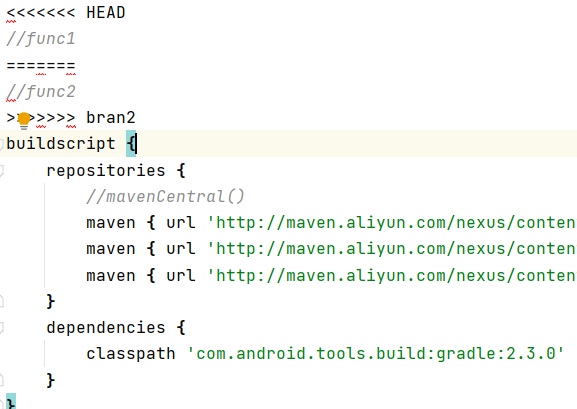 <<<<<<< HEAD
//func1
=======
//func2
>>>>>>> bran2
buildscript {
    repositories {
        //mavenCentral()
        maven { url 'http://maven.aliyun.com/nexus/conten
        maven { url 'http://maven.aliyun.com/nexus/conten
        maven { url 'http://maven.aliyun.com/nexus/conten
    }
    dependencies {
        classpath 'com.android.tools.build:gradle:2.3.0'
    }
}